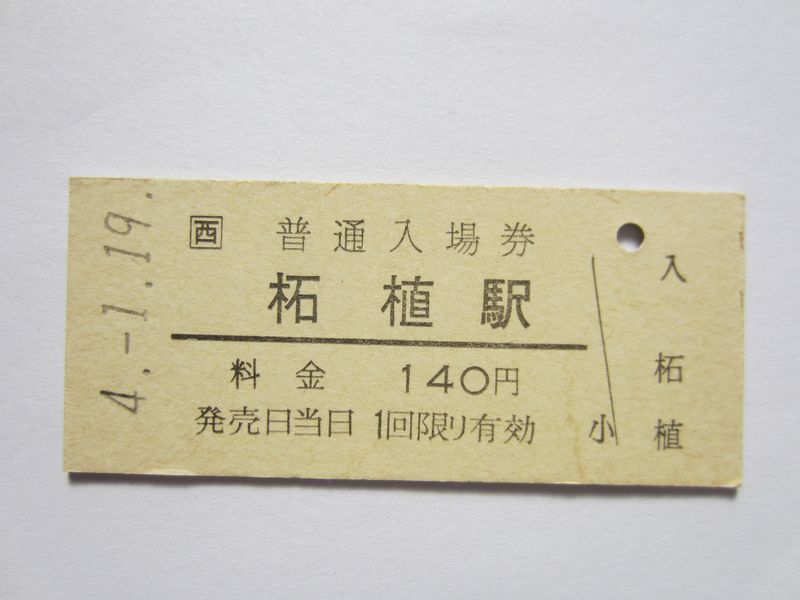 4.-1.19.
西 普通入場券
柘植駅
料金 140円
発売日当日1回限り有効
小
入
柘植